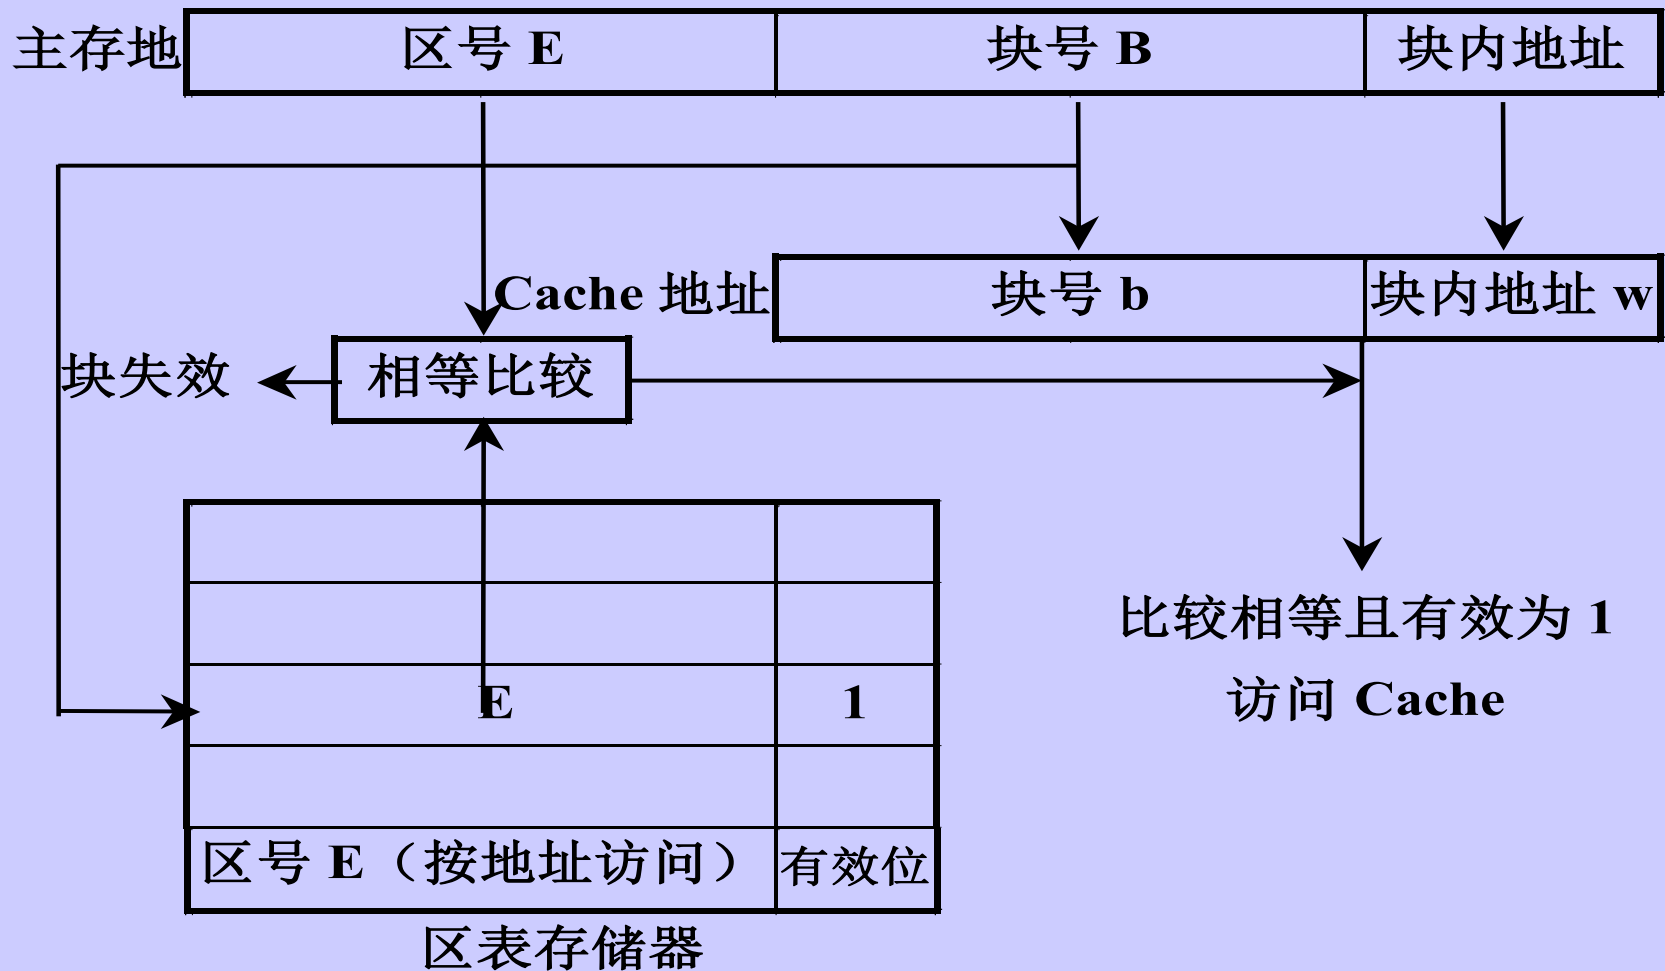 主存地 区号 E 块号 B 块内地址
Cache 地址 块号 b 块内地址 w
块失效 相等比较
比较相等且有效为 1
E 1 访问 Cache
区号 E（按地址访问） 有效位
区表存储器